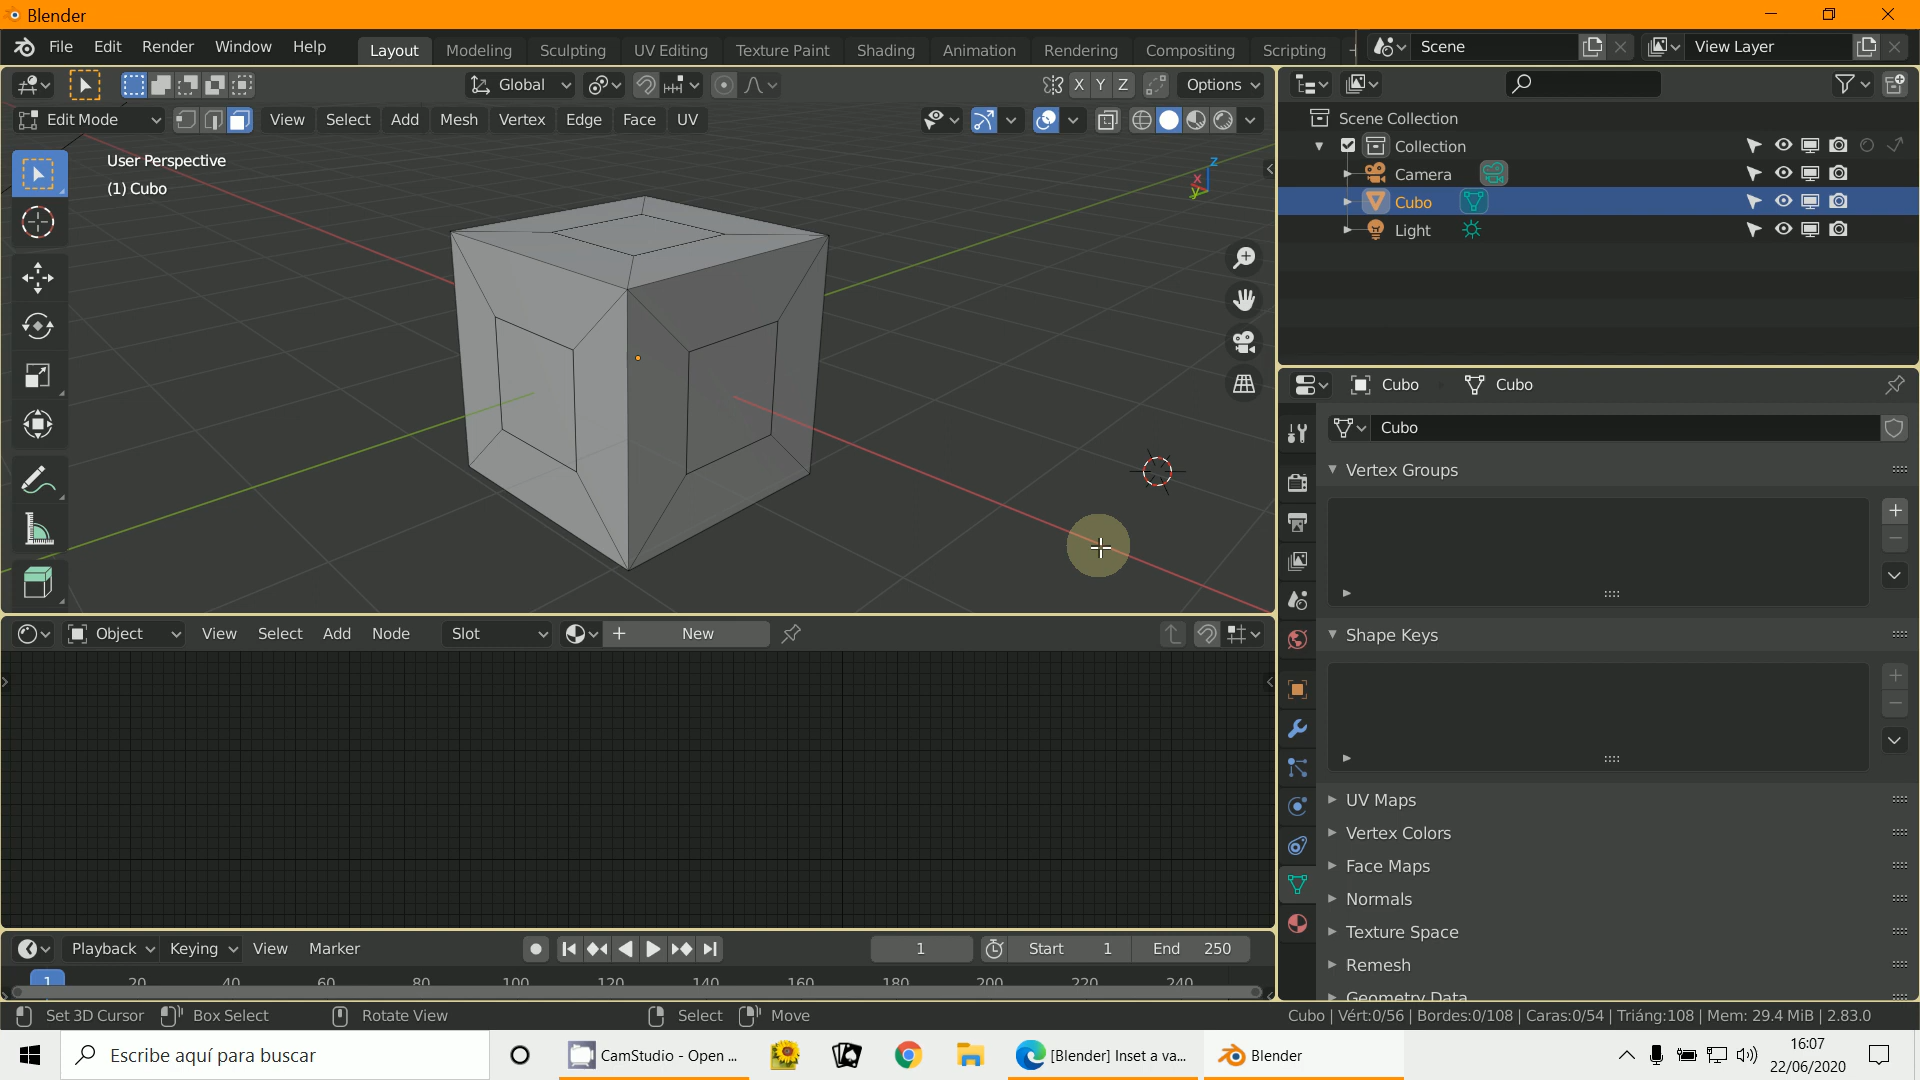 Blender
File Edit Render Window Help Layout Modeling Sculpting UV Editing Texture Paint Shading Animation Rendering Compositing Scripting Scene View Layer
Global X Y Z Options
Edit Mode View Select Add Mesh Vertex Edge Face UV
User Perspective
(1) Cubo
Z
X
Y
Scene Collection
Collection
Camera
Cubo
Light
Cubo Cubo
Cubo
Vertex Groups
Shape Keys
UV Maps
Vertex Colors
Face Maps
Normals
Texture Space
Remesh
Geometry Data
Object View Select Add Node Slot New
Playback Keying View Marker 1 Start 1 End 250
1 20 40 60 80 100 120 140 160 180 200 220 240
Set 3D Cursor Box Select Rotate View Select Move Cubo | Vért:0/56 | Bordes:0/108 | Caras:0/54 | Triáng:108 | Mem: 29.4 MiB | 2.83.0
Escribe aquí para buscar CamStudio - Open ... [Blender] Inset a va... Blender 16:07
22/06/2020